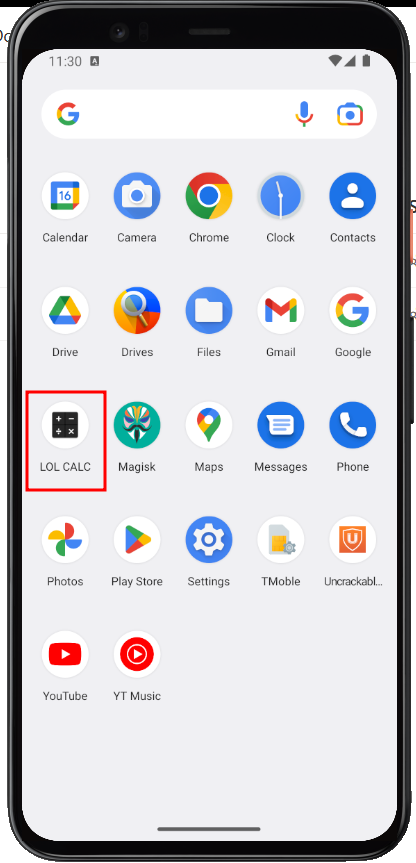 11:30
Calendar Camera Chrome Clock Contacts
Drive Drives Files Gmail Google
LOL CALC Magisk Maps Messages Phone
Photos Play Store Settings TMoble Uncrackabl...
YouTube YT Music